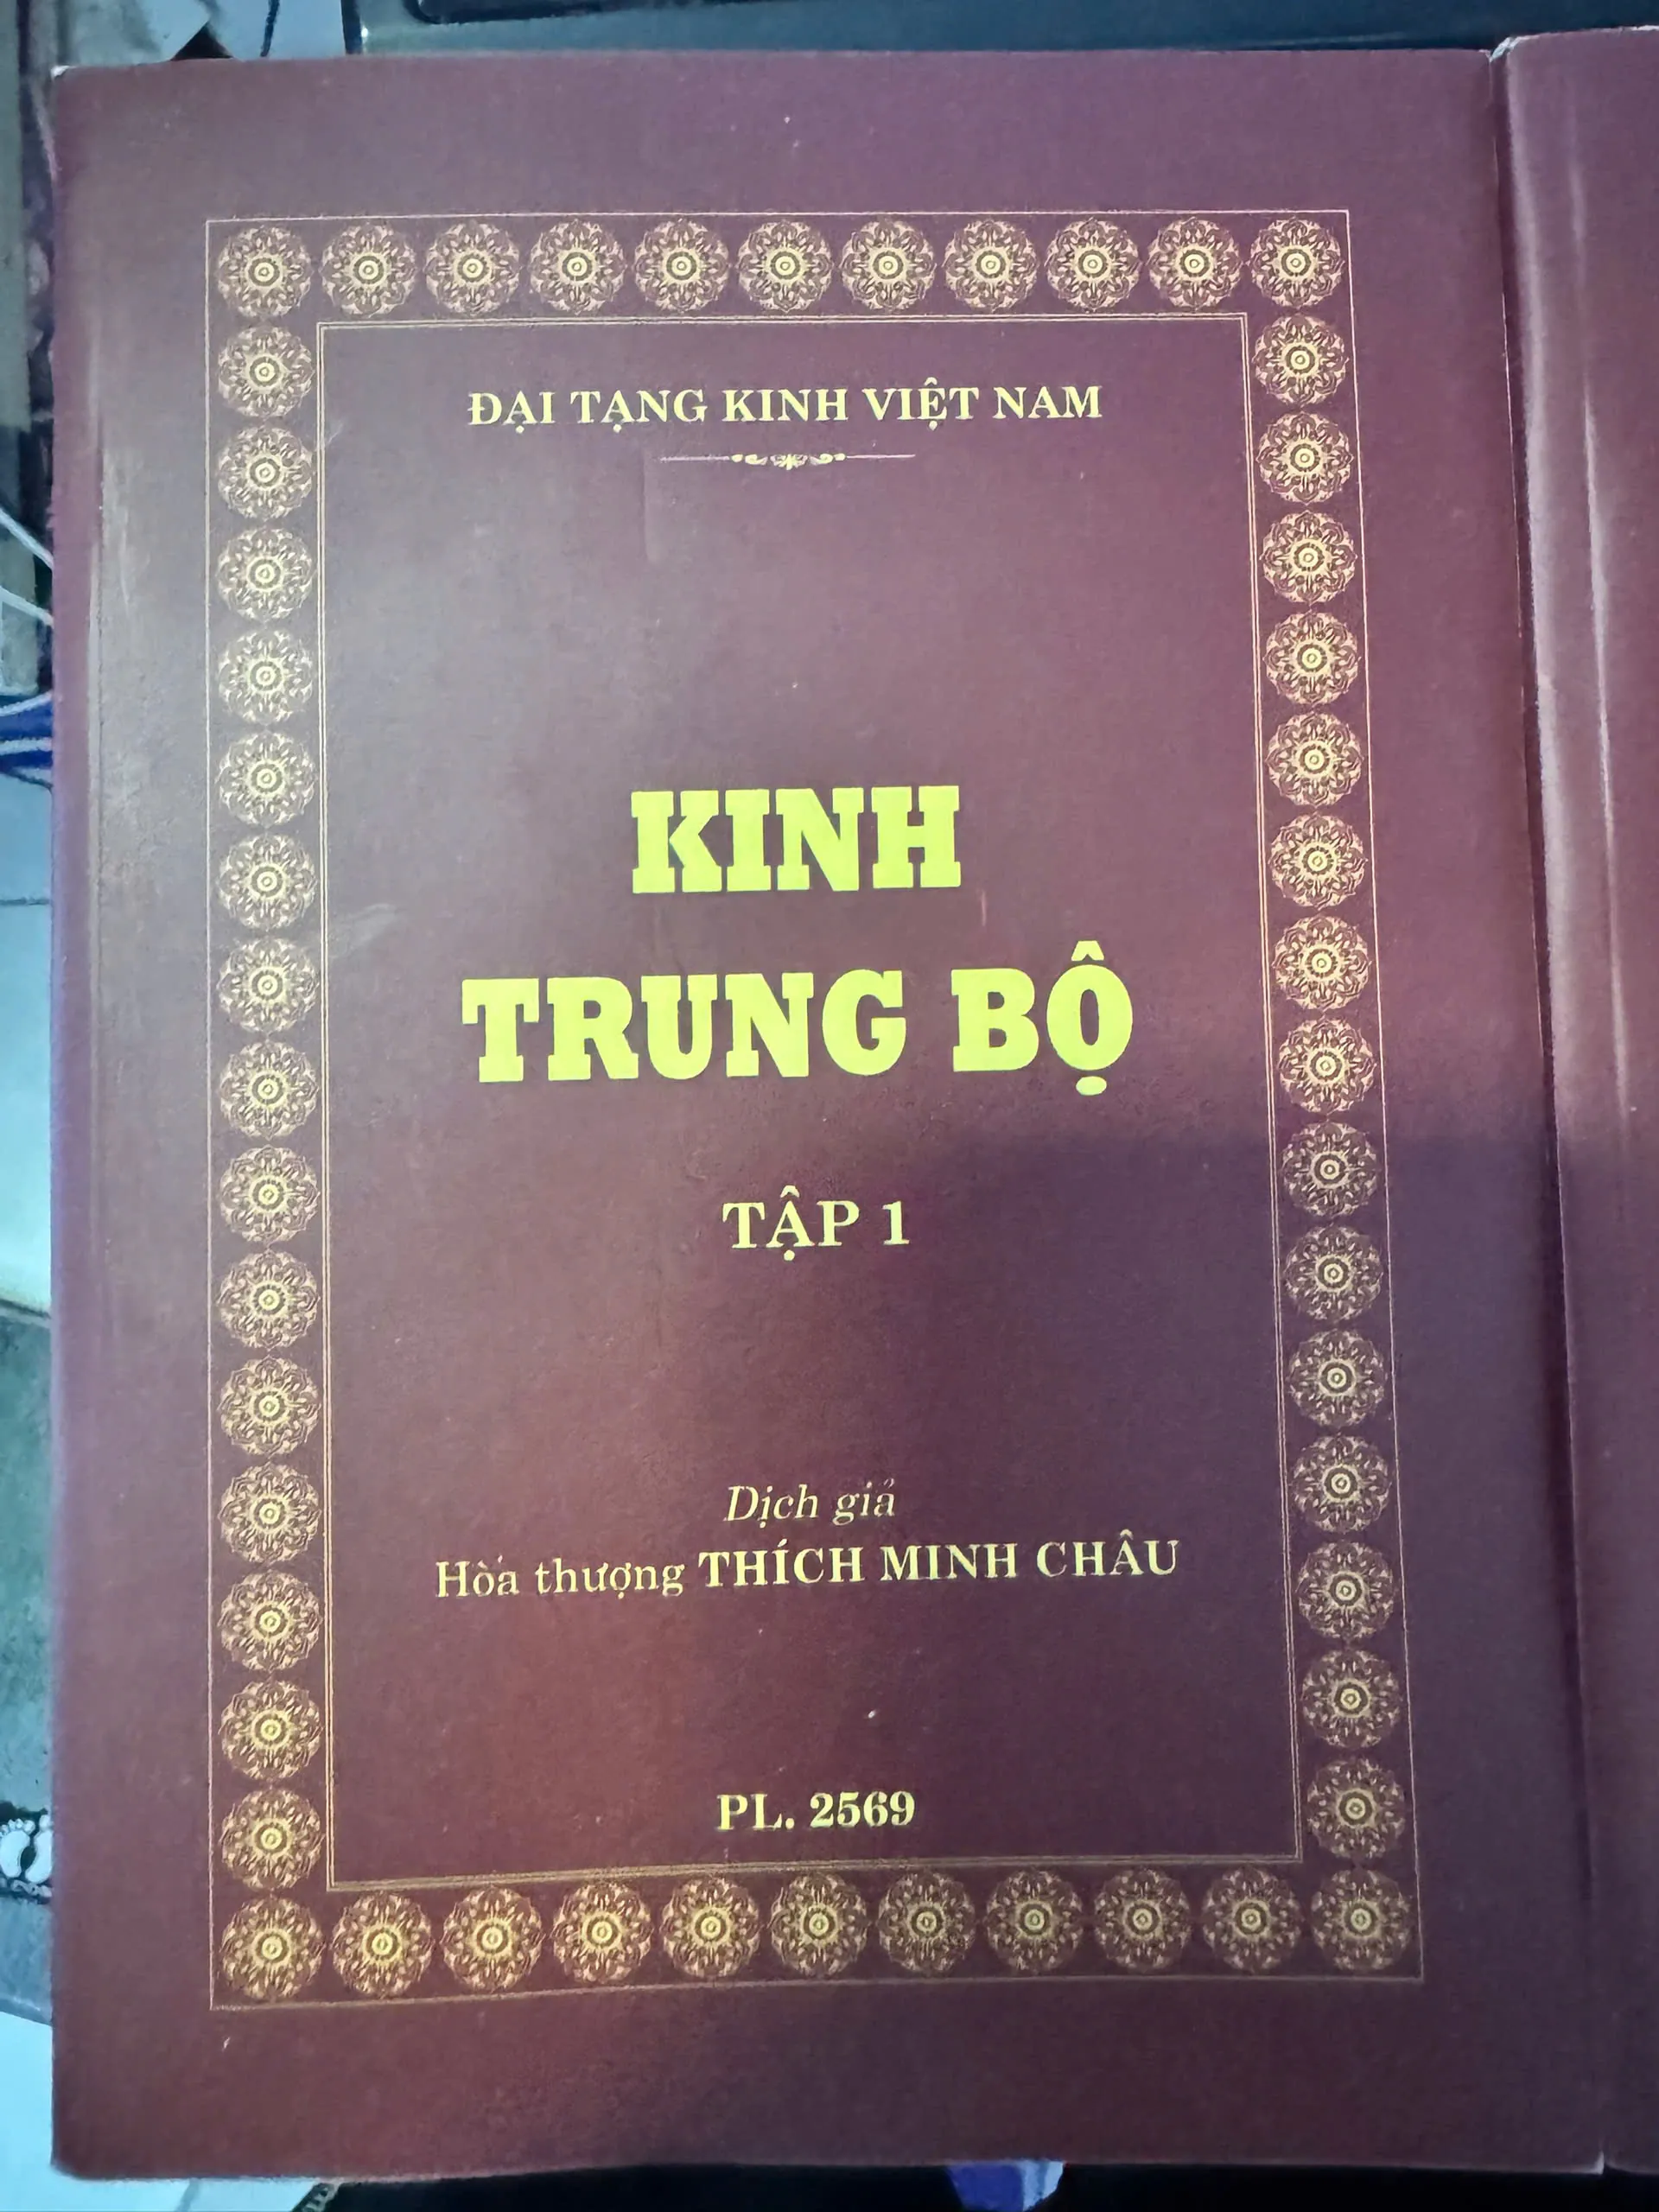 ĐẠI TẠNG KINH VIỆT NAM
KINH
TRUNG BỘ
TẬP 1
Dịch giả
Hòa thượng THÍCH MINH CHÂU
PL. 2569